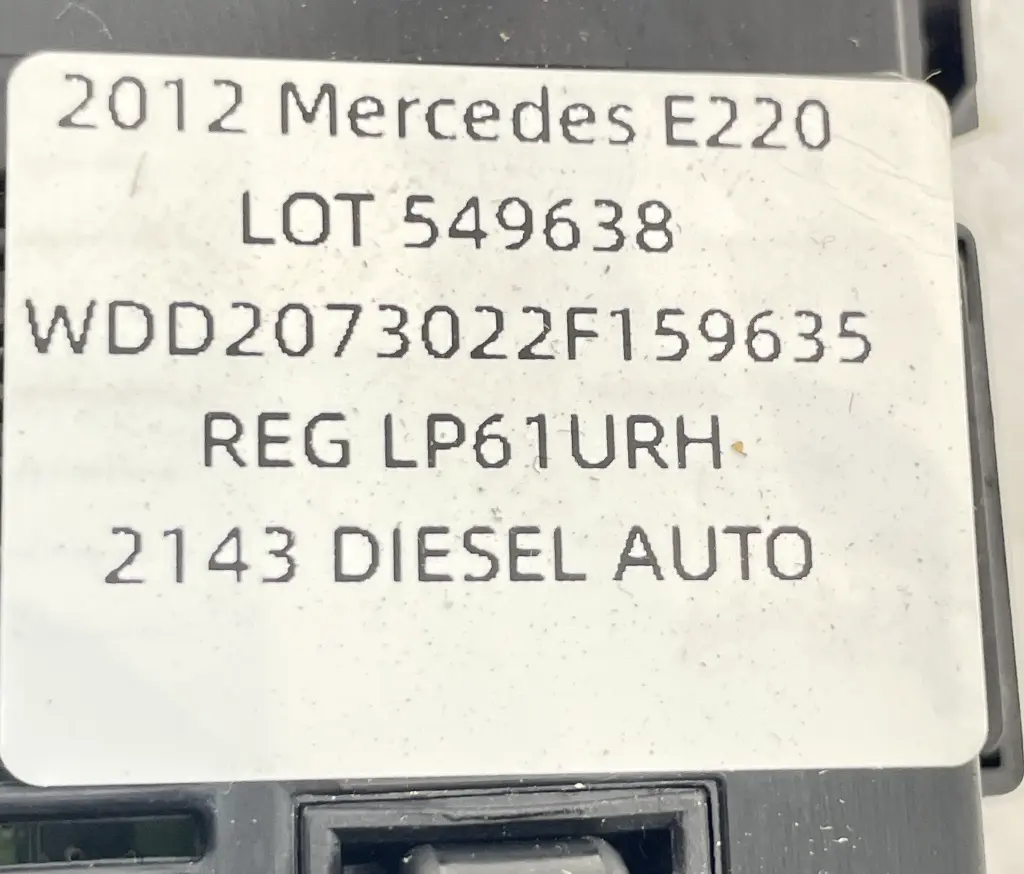 2012 Mercedes E220
LOT 549638
WDD2073022F159635
REG LP61URH
2143 DIESEL AUTO